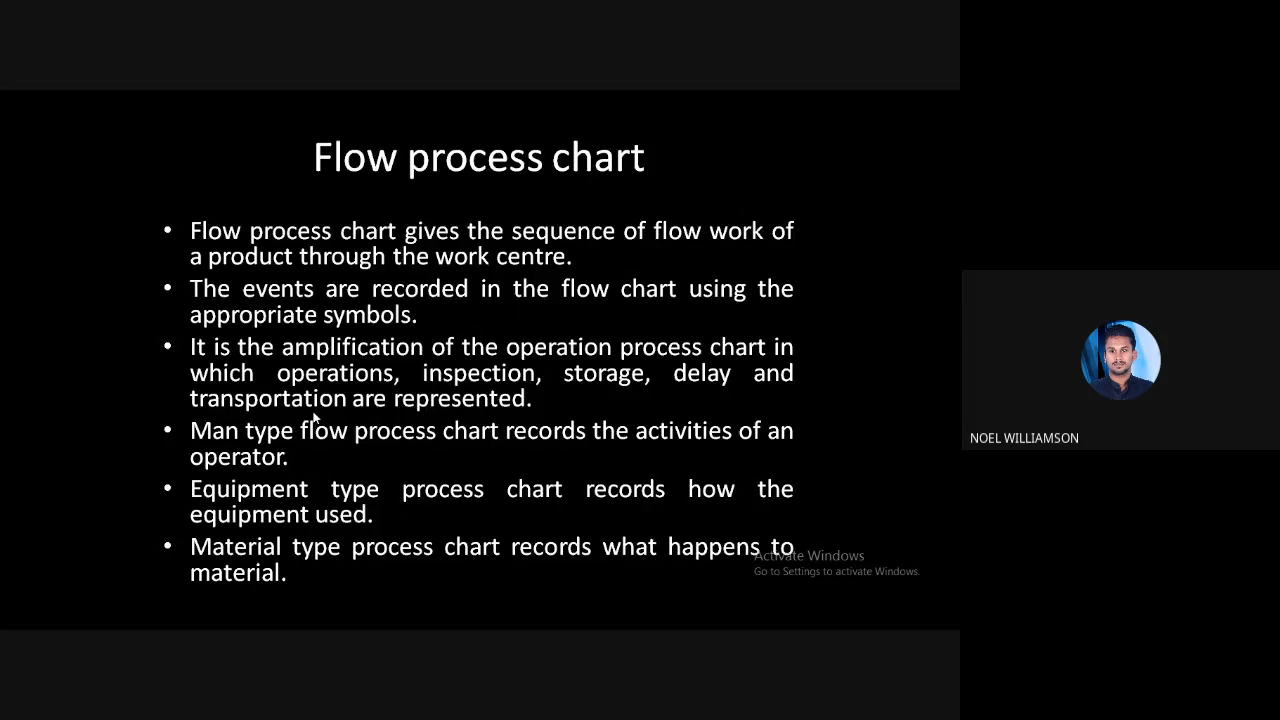 Flow process chart
• Flow process chart gives the sequence of flow work of
a product through the work centre.
• The events are recorded in the flow chart using the
appropriate symbols.
• It is the amplification of the operation process chart in
which operations, inspection, storage, delay and
transportation are represented.
• Man type flow process chart records the activities of an
operator.
• Equipment type process chart records how the
equipment used.
• Material type process chart records what happens to
material.
Activate Windows
Go to Settings to activate Windows.
NOEL WILLIAMSON